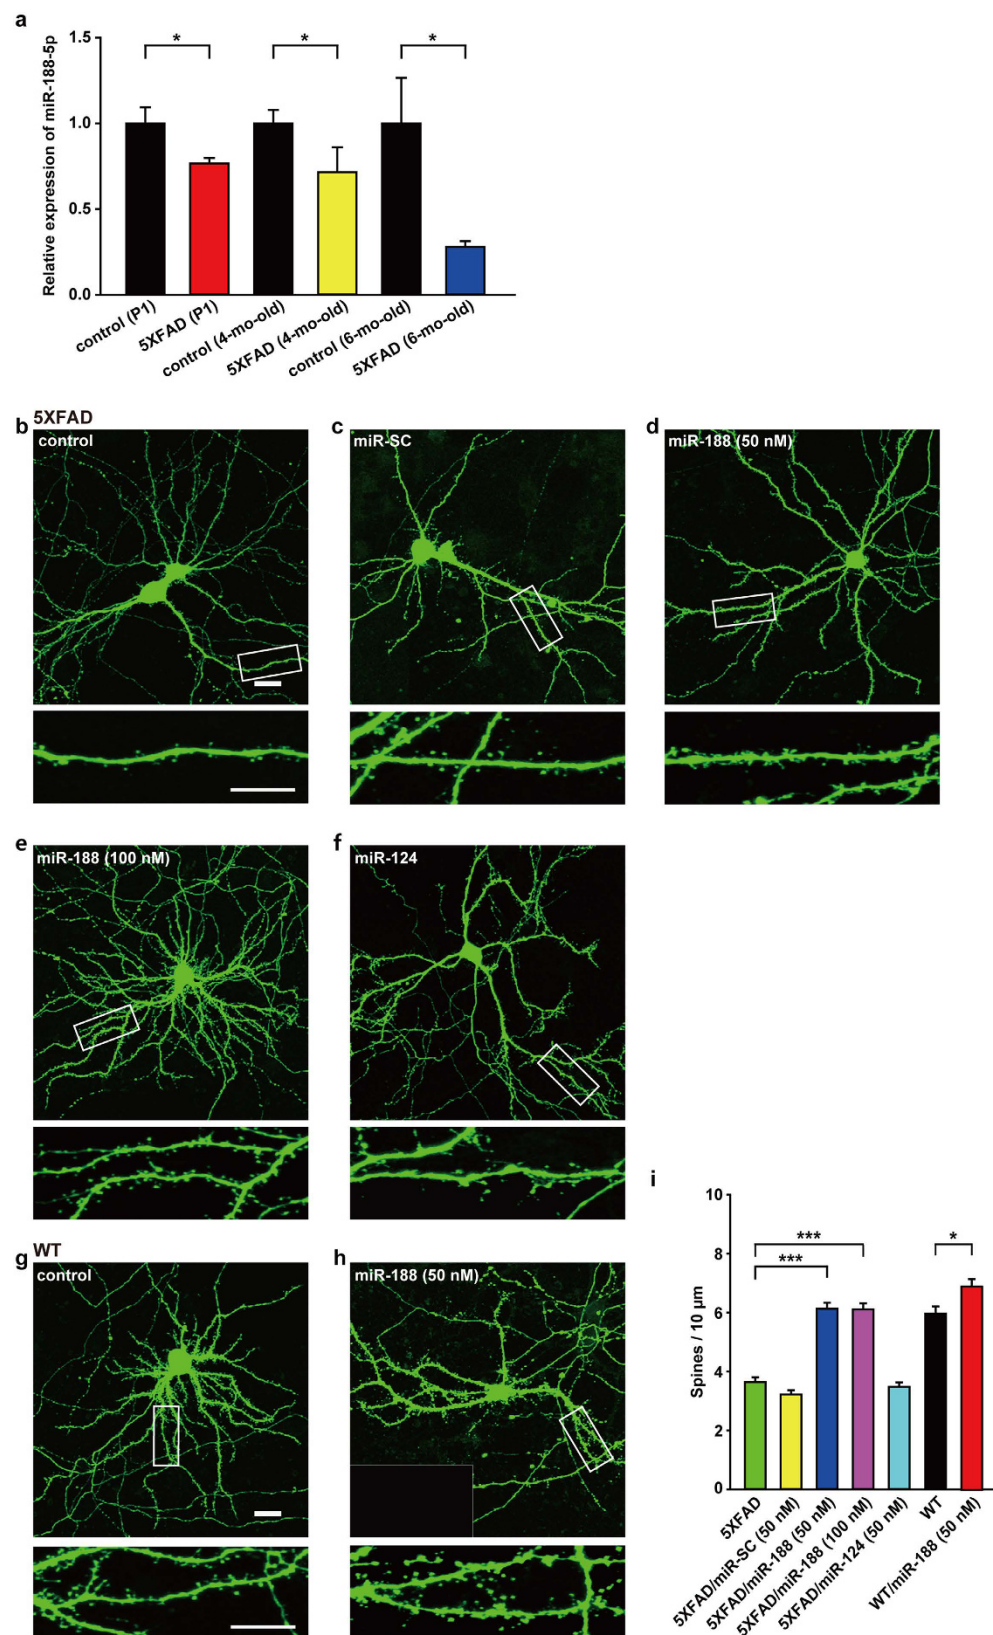 a
Relative expression of miR-188-5p
1.5
1.0
0.5
0.0
*
*
*
control (P1)
5XFAD (P1)
control (4-mo-old)
5XFAD (4-mo-old)
control (6-mo-old)
5XFAD (6-mo-old)
5XFAD
b
control
c
miR-SC
d
miR-188 (50 nM)
e
miR-188 (100 nM)
f
miR-124
WT
g
control
h
miR-188 (50 nM)
i
Spines / 10 μm
10
8
6
4
2
0
***
***
*
5XFAD
5XFAD/miR-SC (50 nM)
5XFAD/miR-188 (50 nM)
5XFAD/miR-188 (100 nM)
5XFAD/miR-124 (50 nM)
WT
WT/miR-188 (50 nM)